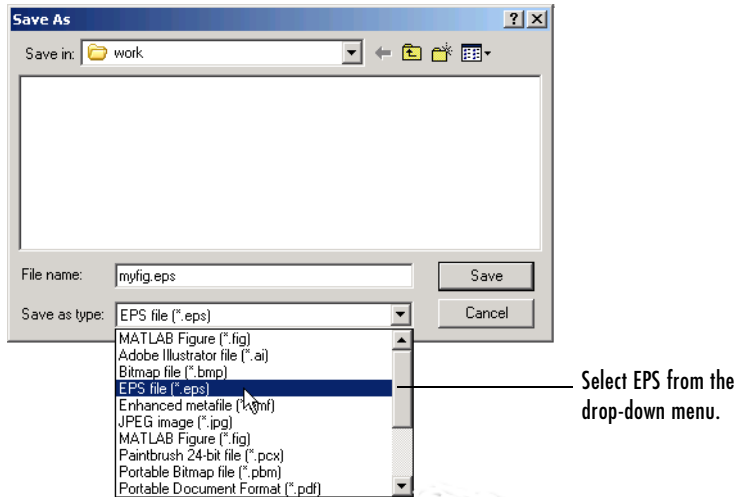 Save As
Save in: work
File name: myfig.eps
Save
Save as type: EPS file (*.eps)
Cancel
MATLAB Figure (*.fig)
Adobe Illustrator file (*.ai)
Bitmap file (*.bmp)
EPS file (*.eps)
Enhanced metafile
JPEG image (*.jpg)
MATLAB Figure (*.fig)
Paintbrush 24-bit file (*.pcx)
Portable Bitmap file (*.pbm)
Portable Document Format (*.pdf)
Select EPS from the
drop-down menu.